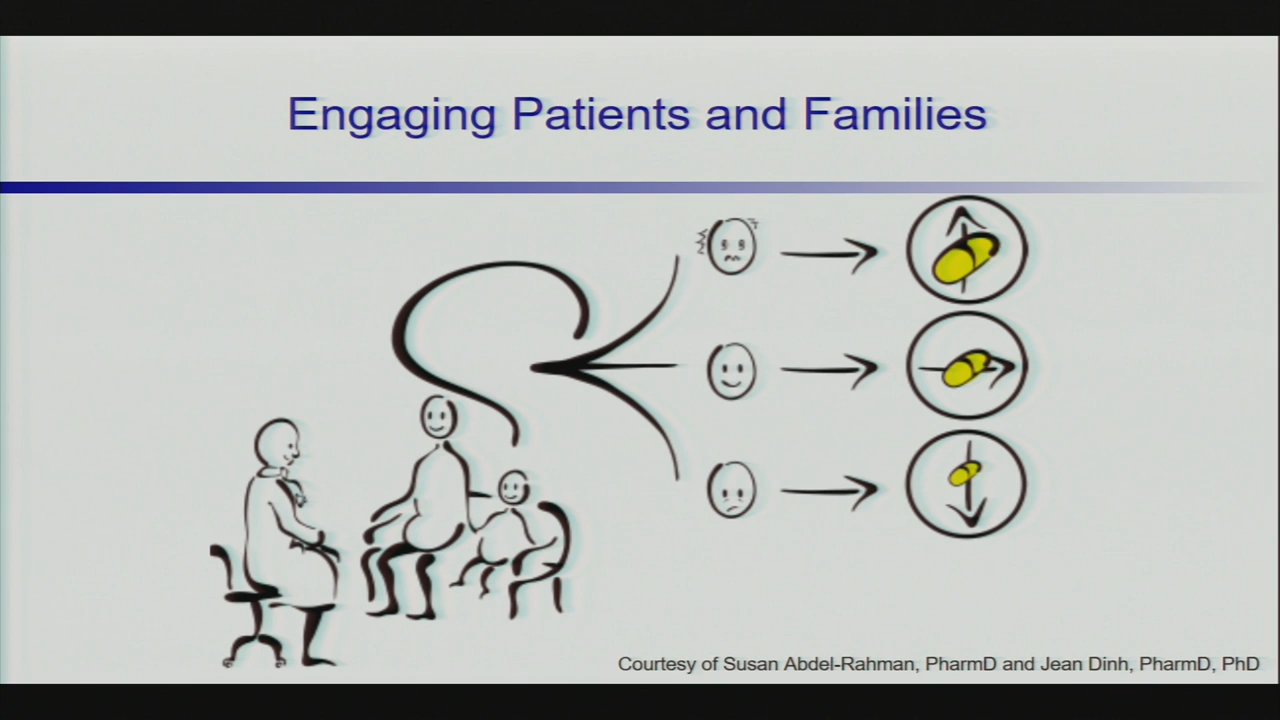 Engaging Patients and Families
Courtesy of Susan Abdel-Rahman, PharmD and Jean Dinh, PharmD, PhD